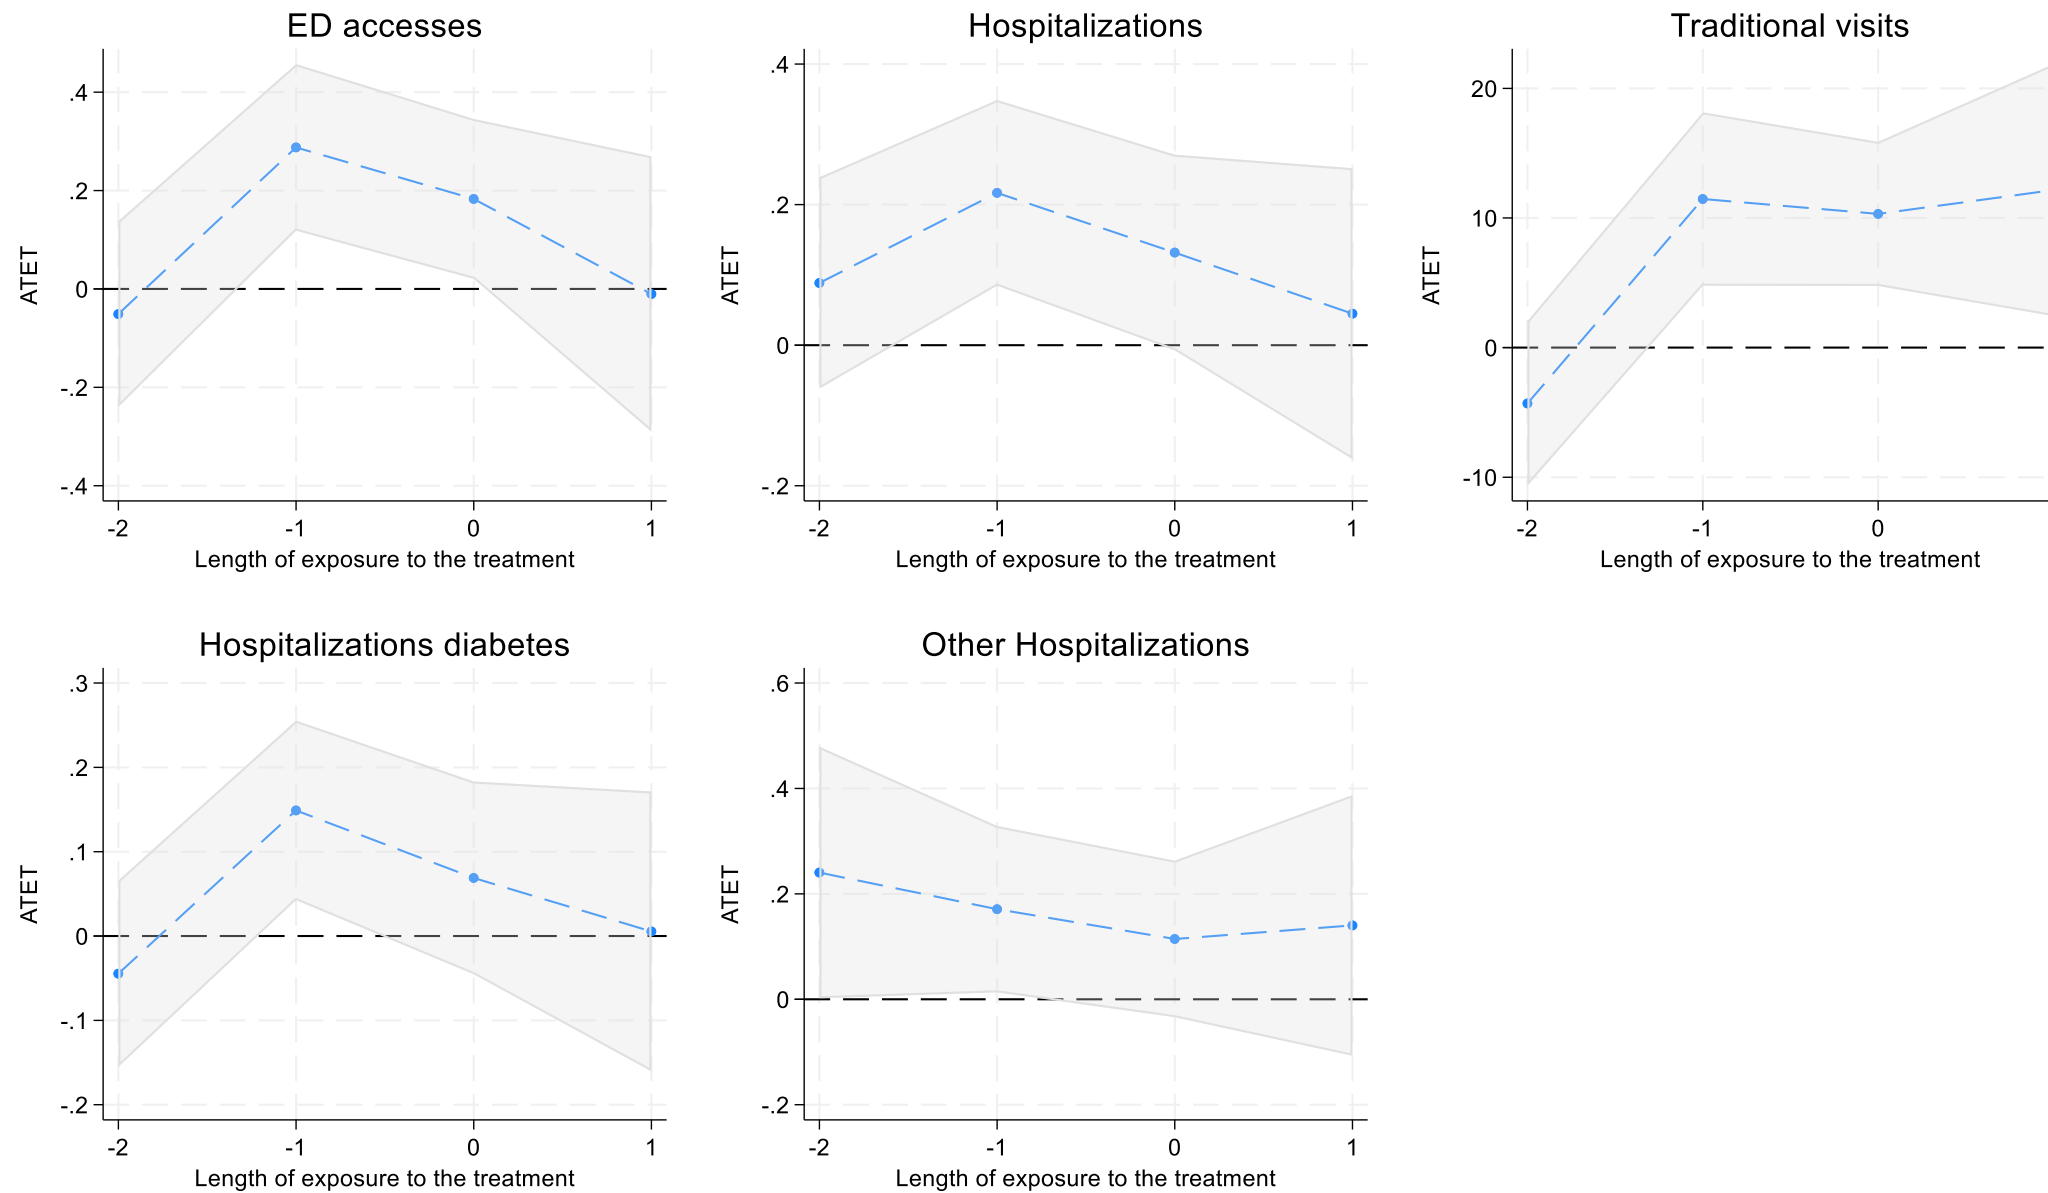 ED accesses
.4
.2
0
-.2
-.4
ATET
-2 -1 0 1
Length of exposure to the treatment
Hospitalizations
.4
.2
0
-.2
ATET
-2 -1 0 1
Length of exposure to the treatment
Traditional visits
20
10
0
-10
ATET
-2 -1 0
Length of exposure to the treatment
Hospitalizations diabetes
.3
.2
.1
0
-.1
-.2
ATET
-2 -1 0 1
Length of exposure to the treatment
Other Hospitalizations
.6
.4
.2
0
-.2
ATET
-2 -1 0 1
Length of exposure to the treatment